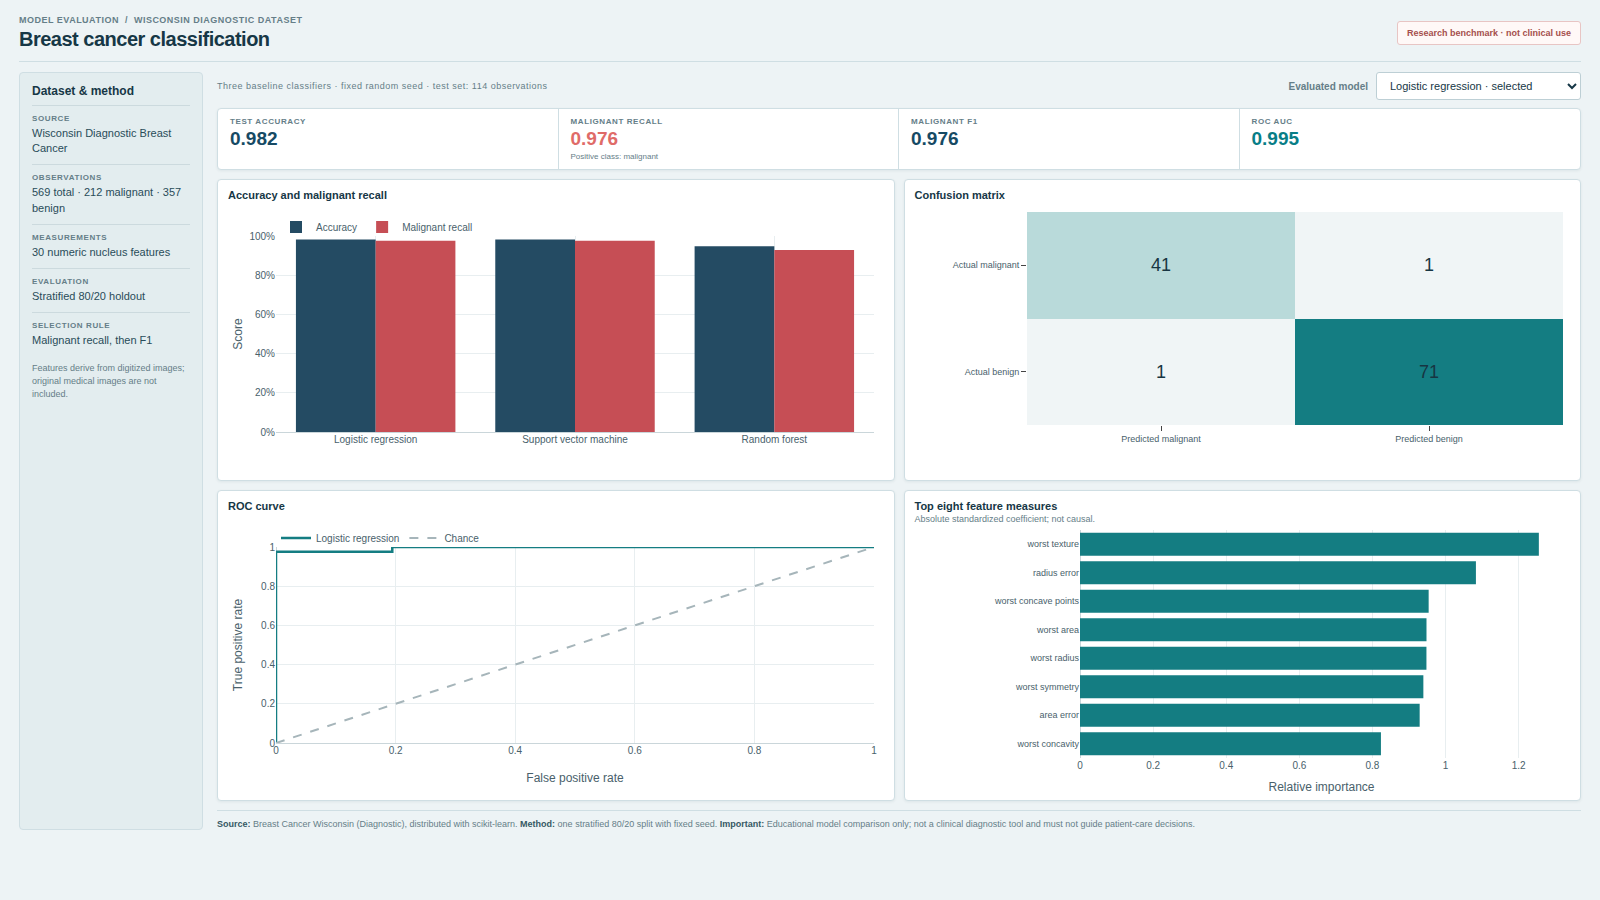 MODEL EVALUATION / WISCONSIN DIAGNOSTIC DATASET
Breast cancer classification
Research benchmark · not clinical use
Dataset & method
SOURCE
Wisconsin Diagnostic Breast
Cancer
OBSERVATIONS
569 total · 212 malignant · 357
benign
MEASUREMENTS
30 numeric nucleus features
EVALUATION
Stratified 80/20 holdout
SELECTION RULE
Malignant recall, then F1
Features derive from digitized images;
original medical images are not
included.
Three baseline classifiers · fixed random seed · test set: 114 observations
Evaluated model
Logistic regression · selected
TEST ACCURACY
0.982
MALIGNANT RECALL
0.976
Positive class: malignant
MALIGNANT F1
0.976
ROC AUC
0.995
Accuracy and malignant recall
Accuracy
Malignant recall
100%
80%
60%
40%
20%
0%
Score
Logistic regression
Support vector machine
Random forest
Confusion matrix
Actual malignant
41
1
Actual benign
1
71
Predicted malignant
Predicted benign
ROC curve
Logistic regression
Chance
1
0.8
0.6
0.4
0.2
0
True positive rate
0
0.2
0.4
0.6
0.8
1
False positive rate
Top eight feature measures
Absolute standardized coefficient; not causal.
worst texture
radius error
worst concave points
worst area
worst radius
worst symmetry
area error
worst concavity
0
0.2
0.4
0.6
0.8
1
1.2
Relative importance
Source: Breast Cancer Wisconsin (Diagnostic), distributed with scikit-learn. Method: one stratified 80/20 split with fixed seed. Important: Educational model comparison only; not a clinical diagnostic tool and must not guide patient-care decisions.